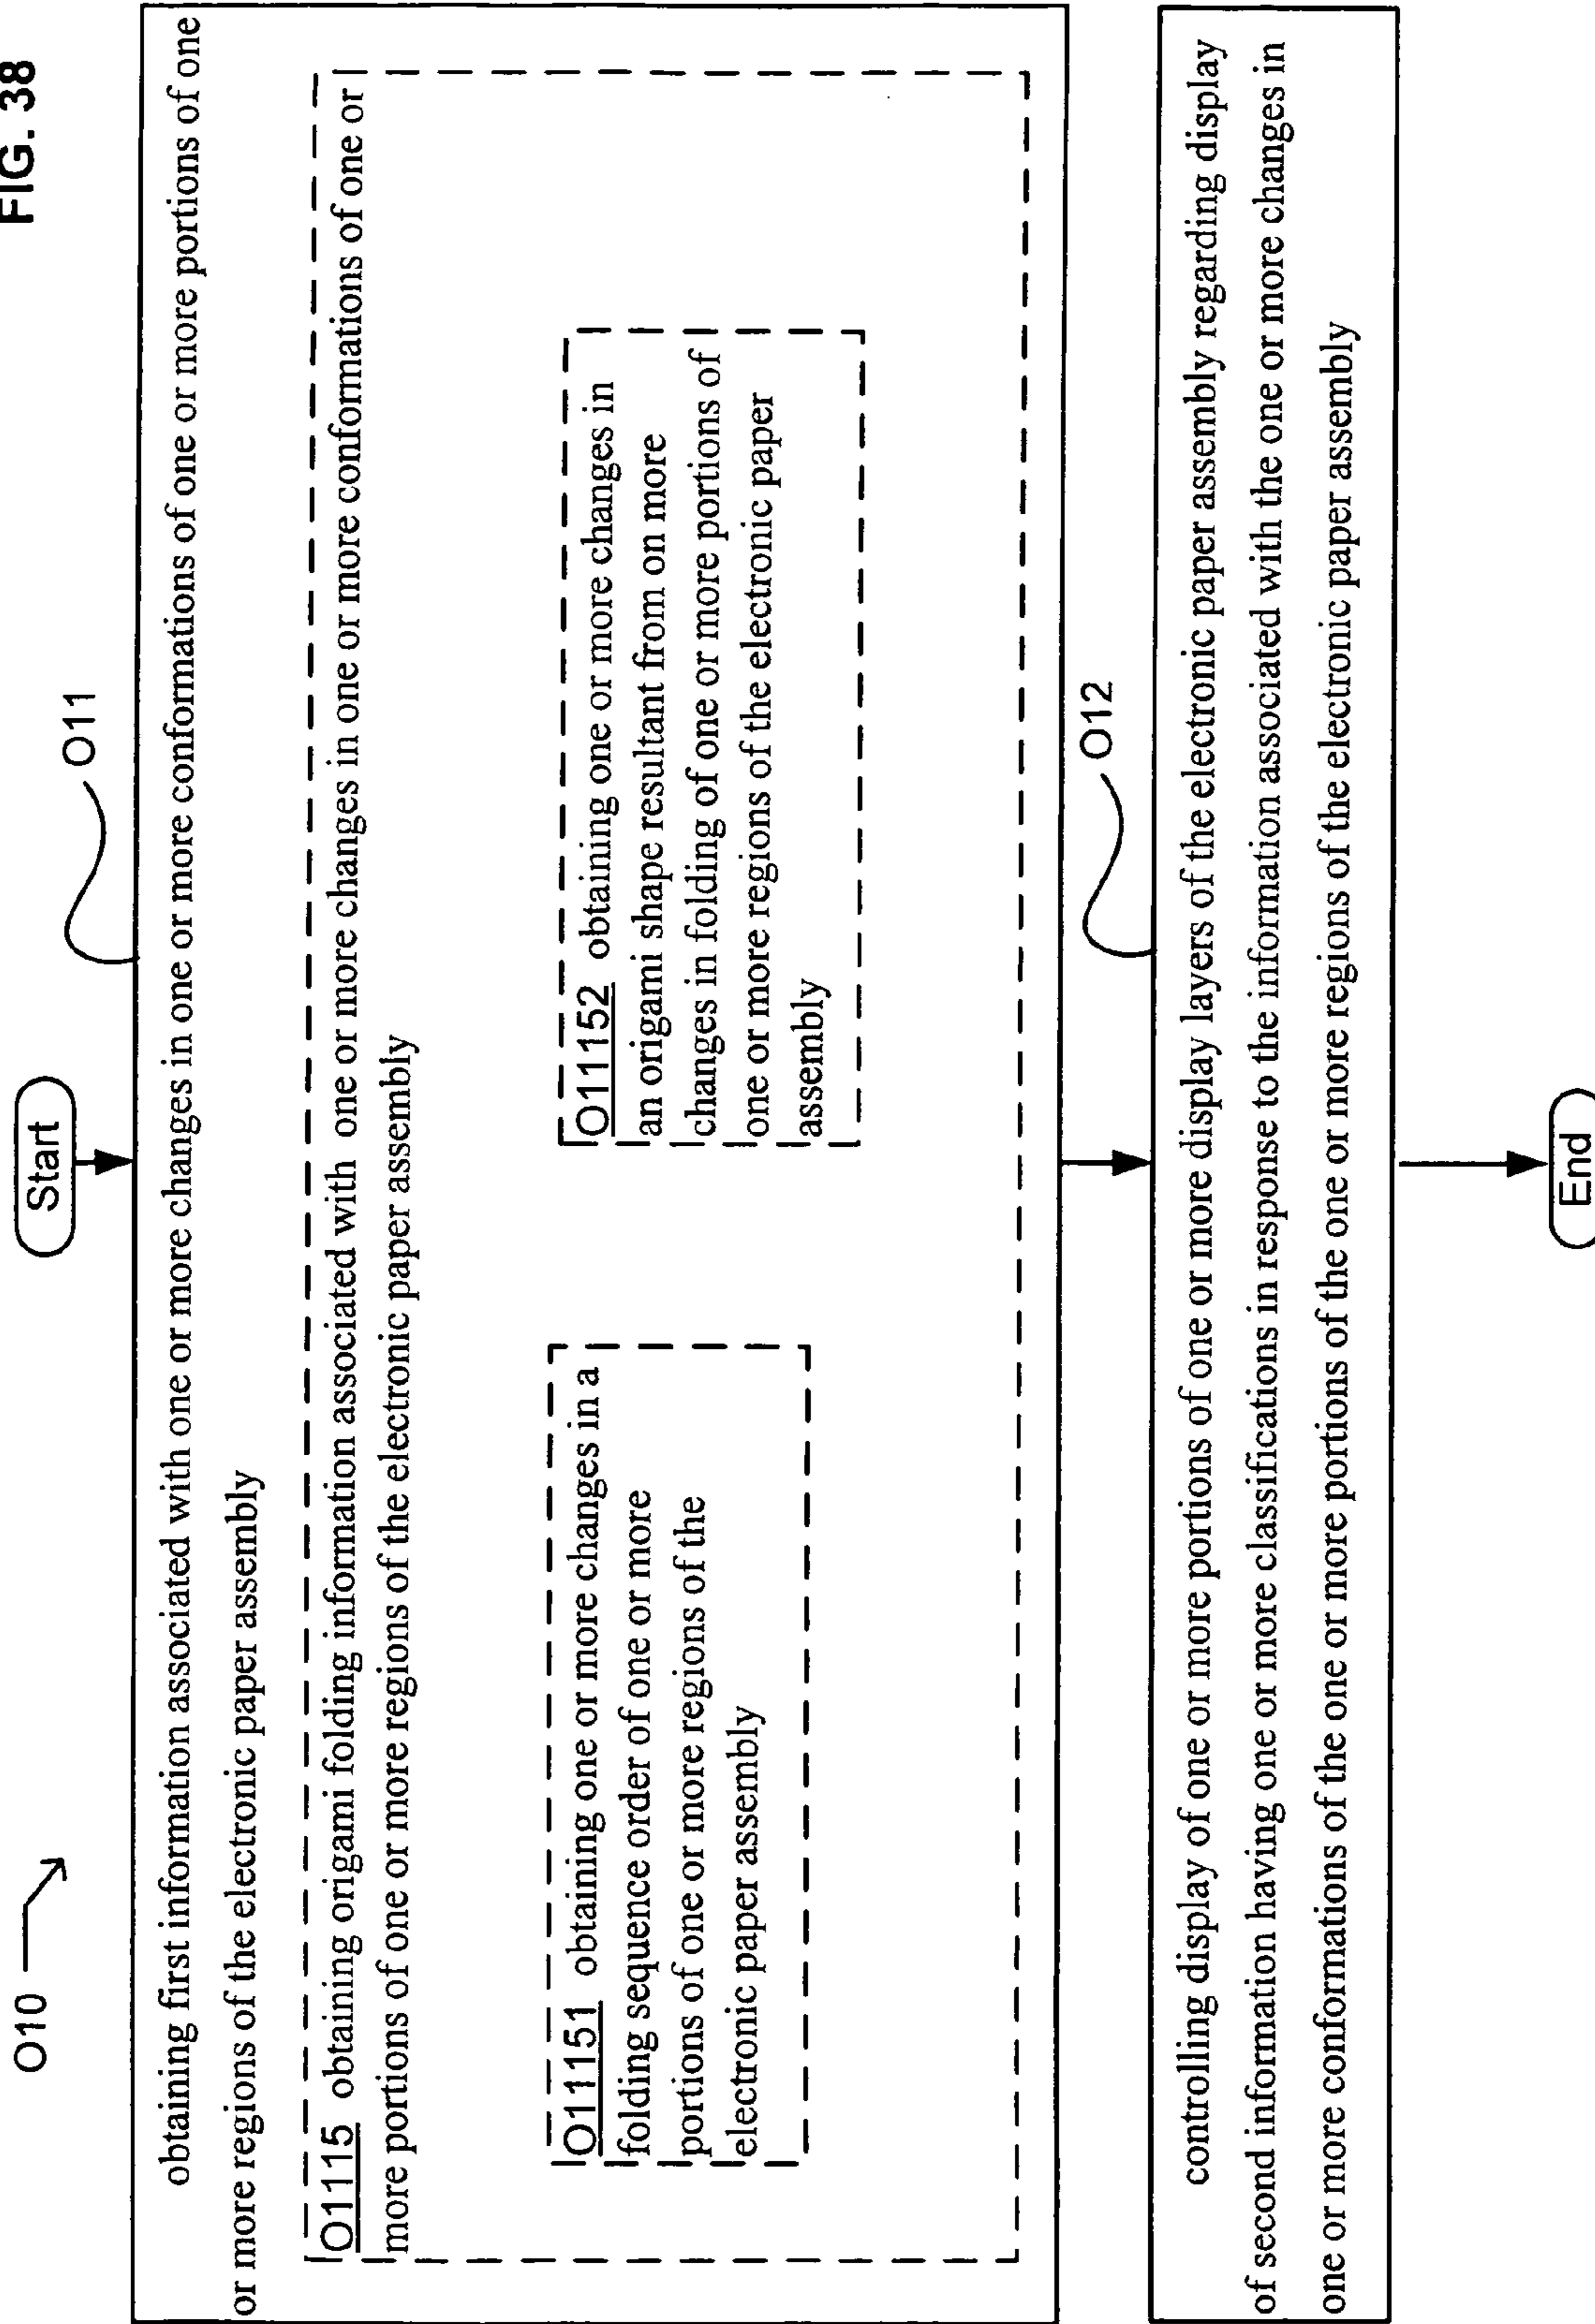 FIG. 38
O10
Start
O11
obtaining first information associated with one or more changes in one or more conformations of one or more portions of one
or more regions of the electronic paper assembly
O1115 obtaining origami folding information associated with one or more changes in one or more conformations of one or
more portions of one or more regions of the electronic paper assembly
O11151 obtaining one or more changes in a
folding sequence order of one or more
portions of one or more regions of the
electronic paper assembly
O11152 obtaining one or more changes in
an origami shape resultant from on more
changes in folding of one or more portions of
one or more regions of the electronic paper
assembly
O12
controlling display of one or more portions of one or more display layers of the electronic paper assembly regarding display
of second information having one or more classifications in response to the information associated with the one or more changes in
one or more conformations of the one or more portions of the one or more regions of the electronic paper assembly
End